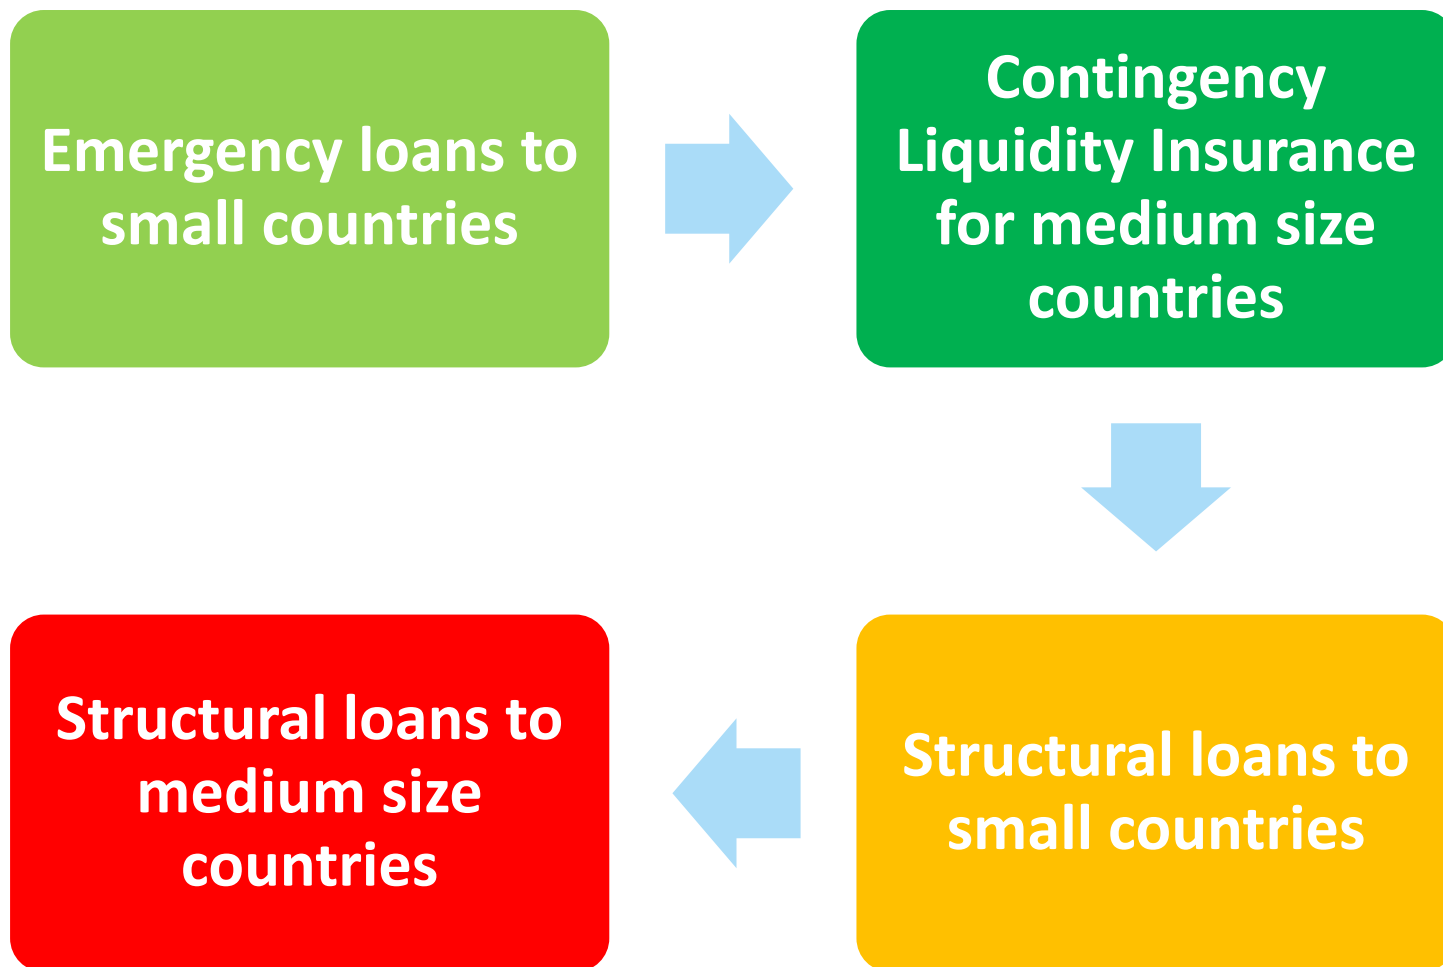 Emergency loans to
small countries
Contingency
Liquidity Insurance
for medium size
countries
Structural loans to
small countries
Structural loans to
medium size
countries